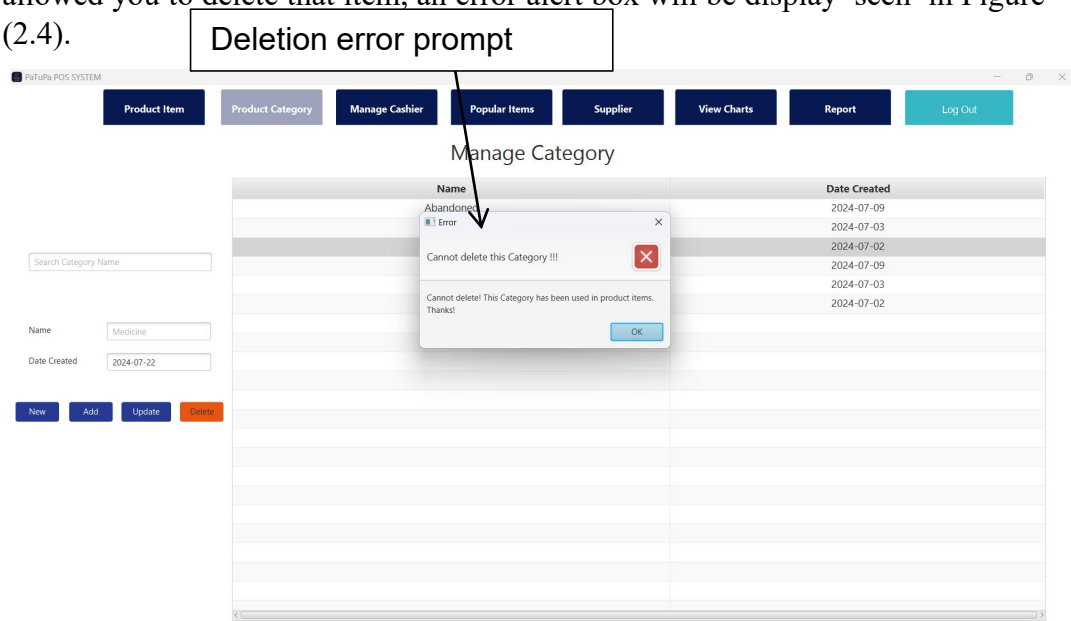 allowed you to delete that item, an error alert box will be display seen in Figure
(2.4).
Deletion error prompt
PaTuPa POS SYSTEM
Product Item Product Category Manage Cashier Popular Items Supplier View Charts Report Log Out
Manage Category
Name Date Created
Abandoned 2024-07-09
2024-07-03
2024-07-02
2024-07-09
2024-07-03
2024-07-02
Error
Cannot delete this Category !!!
Cannot delete! This Category has been used in product items.
Thanks!
OK
Search Category Name
Name Medicine
Date Created 2024-07-22
New Add Update Delete